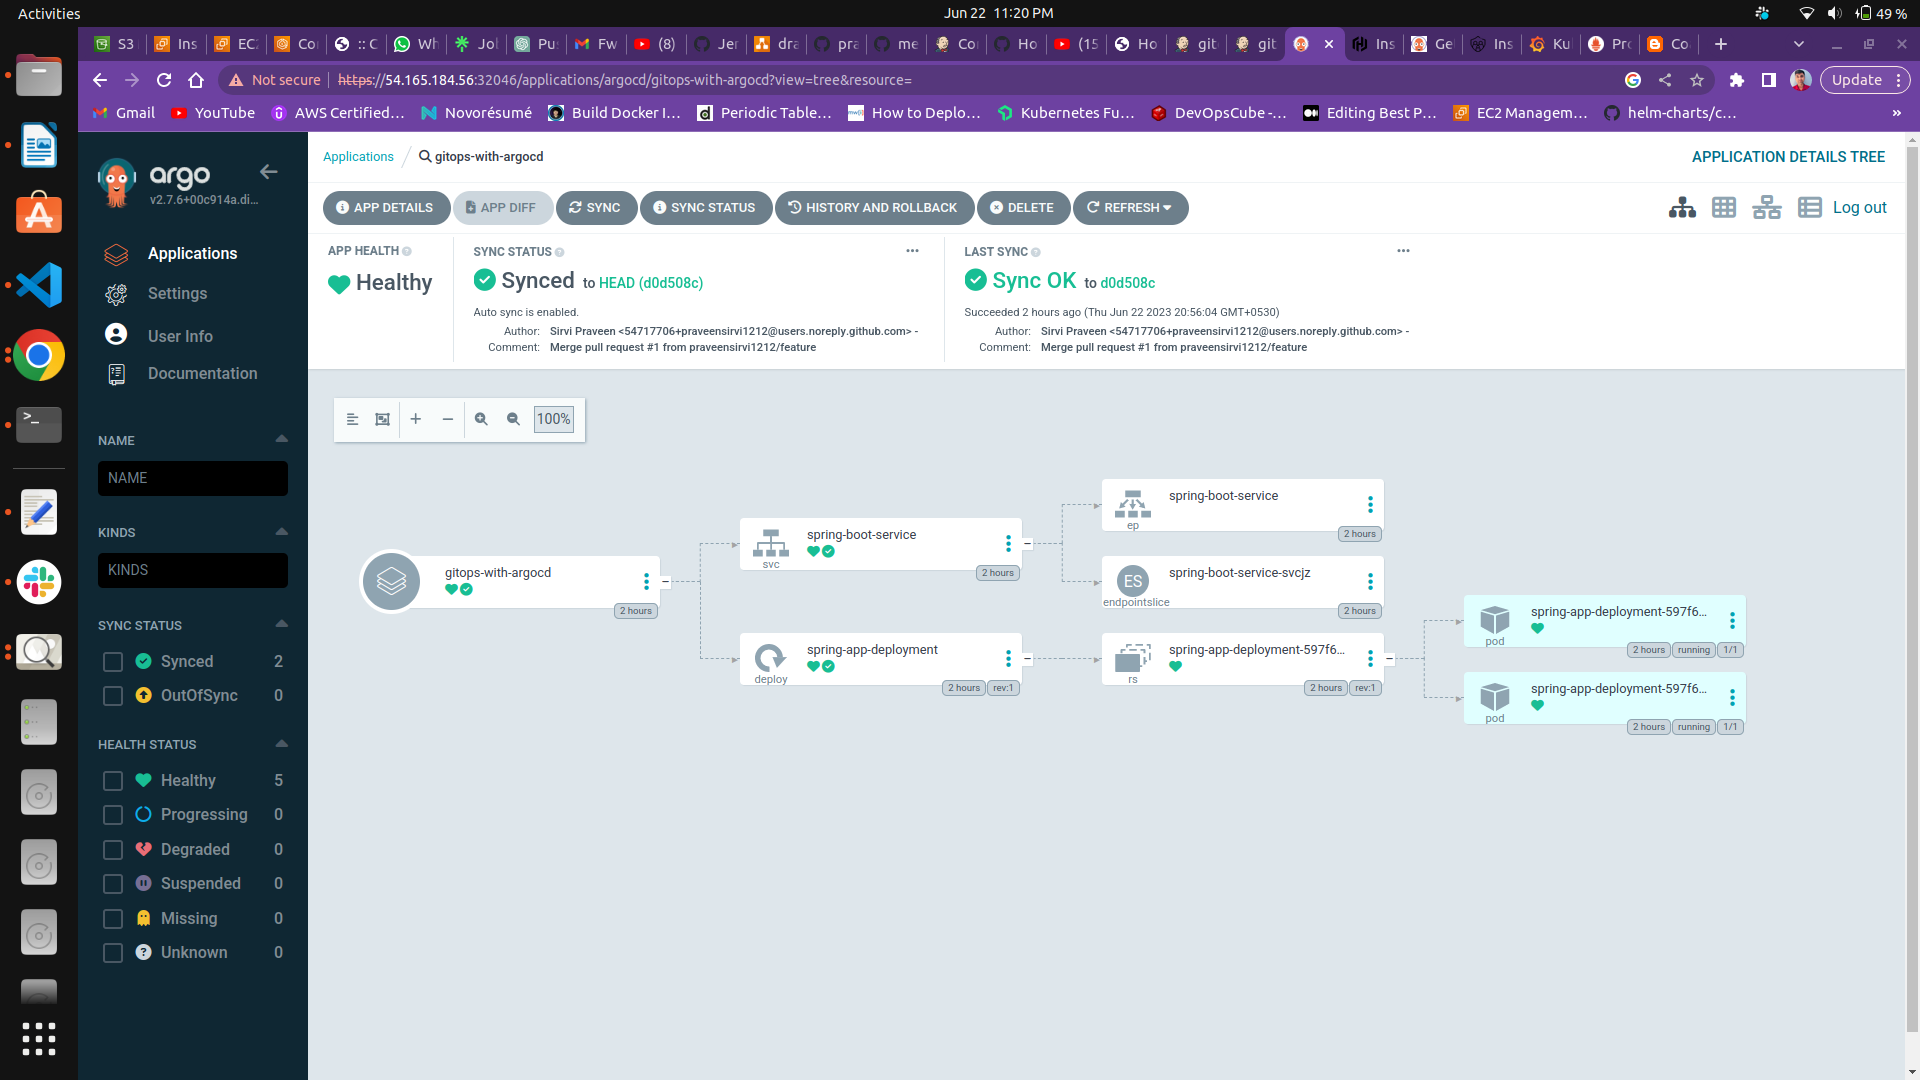 Activities
Jun 22 11:20 PM
49 %
S3
Ins
EC2
Co
:: C
Wh
Jol
Pu
Fw
(8)
Jer
dra
pra
me
Co
Ho
(15
Ho
git
git
Ins
Ge
Ins
Ku
Pro
Co
Not secure
https://54.165.184.56:32046/applications/argocd/gitops-with-argocd?view=tree&resource=
Update
Gmail
YouTube
AWS Certified...
Novorésumé
Build Docker I...
Periodic Table...
How to Deplo...
Kubernetes Fu...
DevOpsCube -...
Editing Best P...
EC2 Managem...
helm-charts/c...
»
argo
v2.7.6+00c914a.di...
Applications
Settings
User Info
Documentation
NAME
NAME
KINDS
KINDS
SYNC STATUS
Synced 2
OutOfSync 0
HEALTH STATUS
Healthy 5
Progressing 0
Degraded 0
Suspended 0
Missing 0
Unknown 0
Applications / gitops-with-argocd
APPLICATION DETAILS TREE
APP DETAILS
APP DIFF
SYNC
SYNC STATUS
HISTORY AND ROLLBACK
DELETE
REFRESH
Log out
APP HEALTH
Healthy
SYNC STATUS
Synced to HEAD (d0d508c)
Auto sync is enabled.
Author: Sirvi Praveen <54717706+praveensirvi1212@users.noreply.github.com> -
Comment: Merge pull request #1 from praveensirvi1212/feature
LAST SYNC
Sync OK to d0d508c
Succeeded 2 hours ago (Thu Jun 22 2023 20:56:04 GMT+0530)
Author: Sirvi Praveen <54717706+praveensirvi1212@users.noreply.github.com> -
Comment: Merge pull request #1 from praveensirvi1212/feature
100%
gitops-with-argocd
2 hours
spring-boot-service
svc
2 hours
spring-app-deployment
deploy
2 hours rev:1
spring-boot-service
ep
2 hours
ES
spring-boot-service-svcjz
endpointslice
2 hours
spring-app-deployment-597f6...
rs
2 hours rev:1
spring-app-deployment-597f6...
pod
2 hours running 1/1
spring-app-deployment-597f6...
pod
2 hours running 1/1